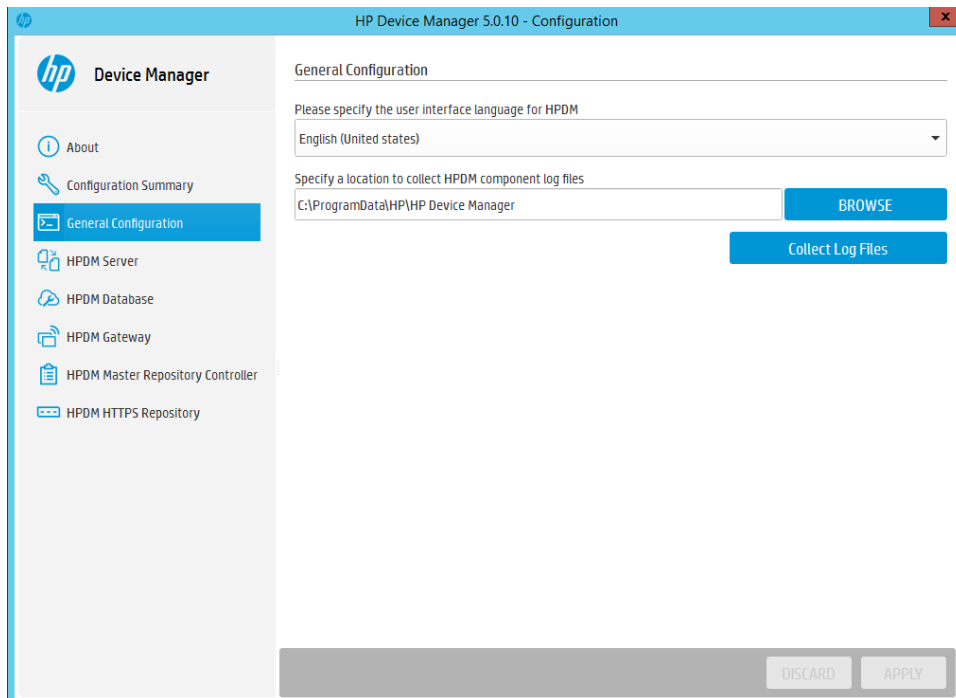 HP Device Manager 5.0.10 - Configuration
x
hp
Device Manager
About
Configuration Summary
General Configuration
HPDM Server
HPDM Database
HPDM Gateway
HPDM Master Repository Controller
HPDM HTTPS Repository
General Configuration
Please specify the user interface language for HPDM
English (United states)
Specify a location to collect HPDM component log files
C:\ProgramData\HP\HP Device Manager
BROWSE
Collect Log Files
DISCARD
APPLY